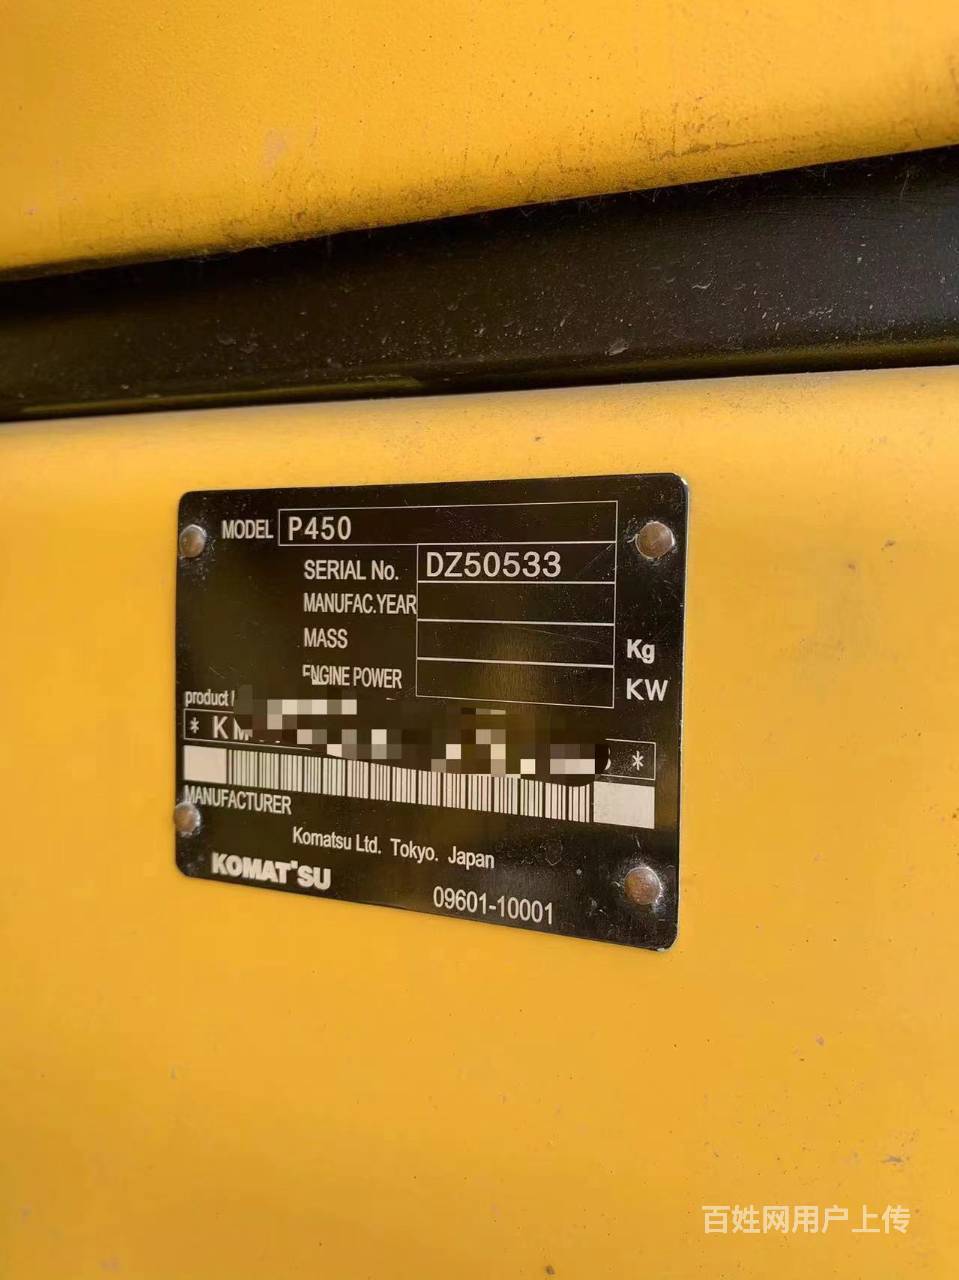 MODEL P450
SERIAL No. DZ50533
MANUFAC.YEAR
MASS Kg
ENGINE POWER KW
product
* K M *
MANUFACTURER
Komatsu Ltd. Tokyo. Japan
KOMATSU
09601-10001
百姓网用户上传